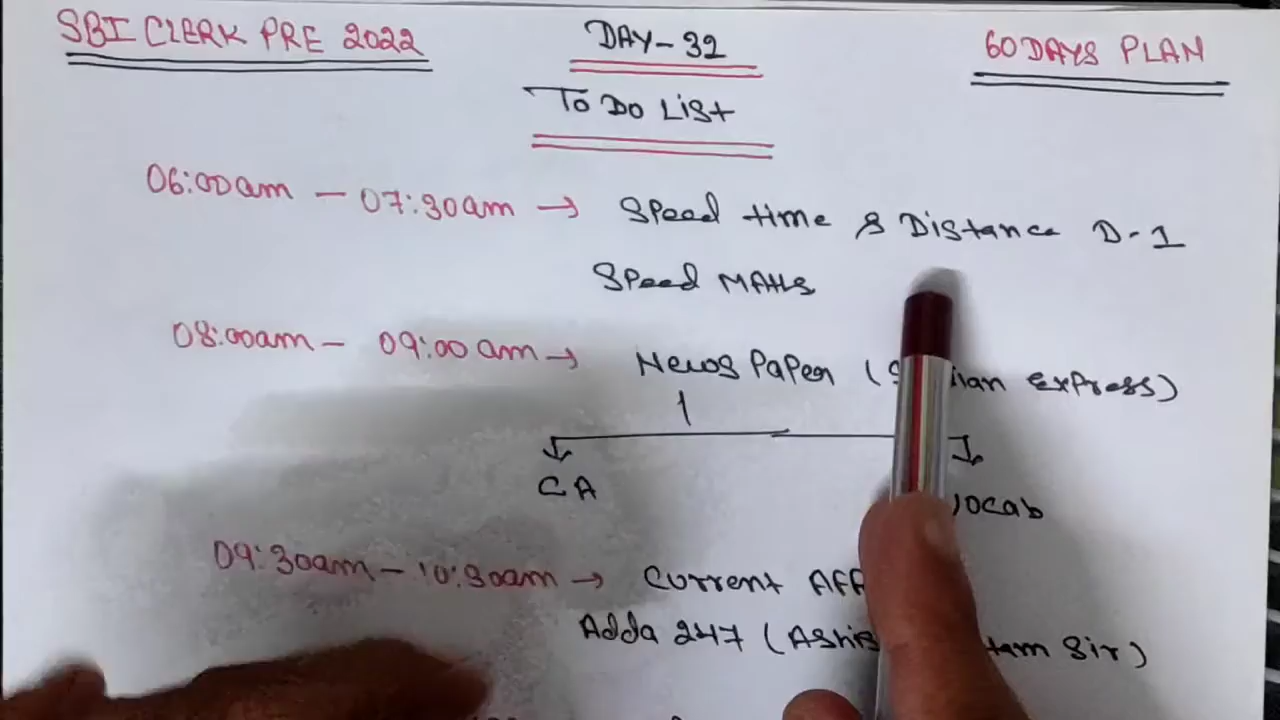 SBI CLERK PRE 2022
DAY-32
60 DAYS PLAN
To Do List
06:00am - 07:30am → Speed time & Distance D-1
Speed Maths
08:00am - 09:00am → News Paper ( Express)
CA
09:30am - 10:30am → Current
Adda 247 ( Sir)